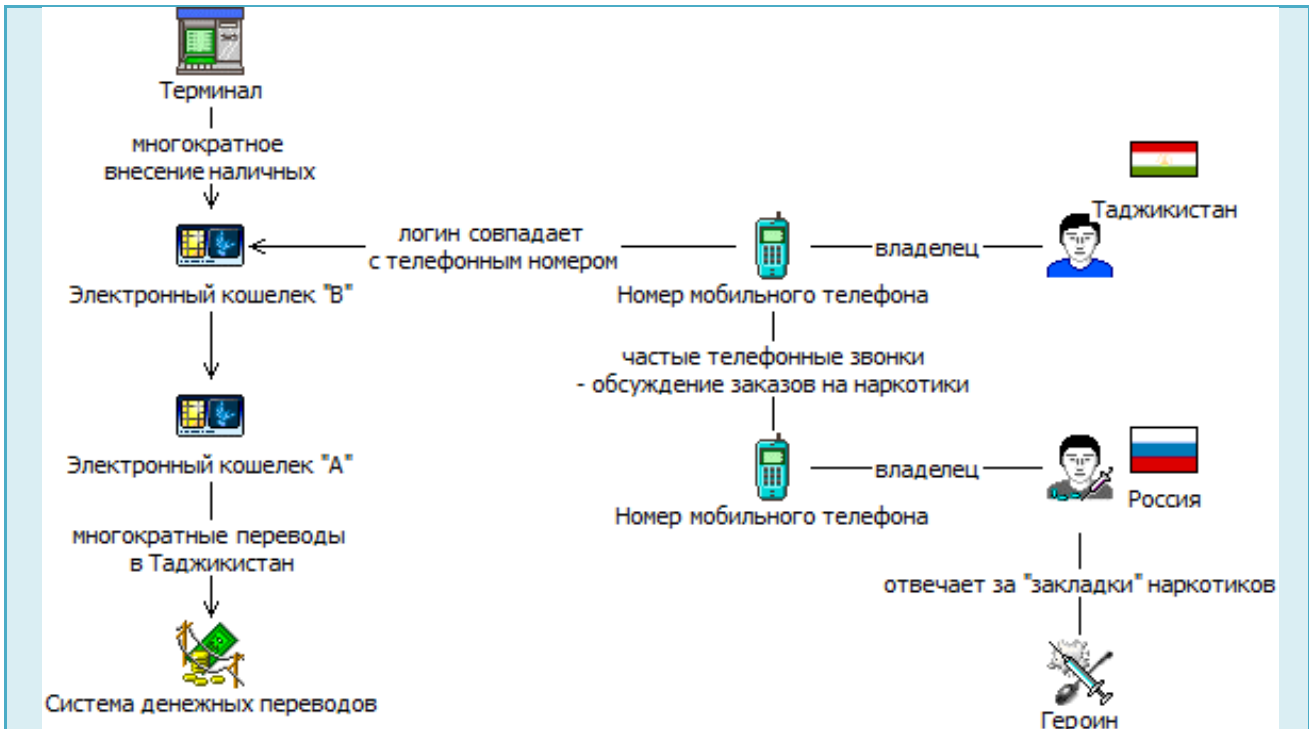 Терминал
многократное
внесение наличных
Таджикистан
логин совпадает
с телефонным номером
владелец
Электронный кошелек "В"
Номер мобильного телефона
частые телефонные звонки
- обсуждение заказов на наркотики
Электронный кошелек "А"
владелец
Россия
Номер мобильного телефона
многократные переводы
в Таджикистан
отвечает за "закладки" наркотиков
Система денежных переводов
Героин